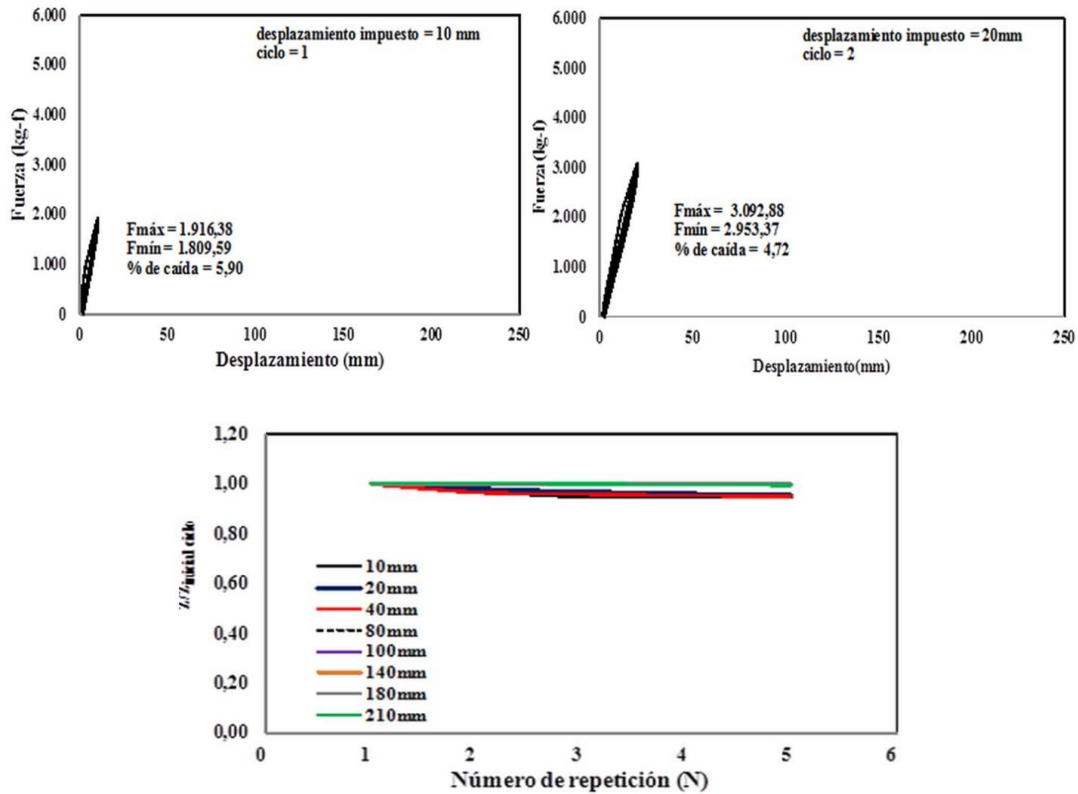 6.000
5.000
4.000
3.000
2.000
1.000
0
Fuerza (kg-f)
desplazamiento impuesto = 10 mm
ciclo = 1
Fmáx = 1.916,38
Fmín = 1.809,59
% de caída = 5,90
0 50 100 150 200 250
Desplazamiento (mm)
6.000
5.000
4.000
3.000
2.000
1.000
0
Fuerza (kg-f)
desplazamiento impuesto = 20mm
ciclo = 2
Fmáx = 3.092,88
Fmín = 2.953,37
% de caída = 4,72
0 50 100 150 200 250
Desplazamiento(mm)
1,20
1,00
0,80
0,60
0,40
0,20
0,00
Z/Zinicial ciclo
10mm
20mm
40mm
80mm
100mm
140mm
180mm
210mm
0 1 2 3 4 5 6
Número de repetición (N)